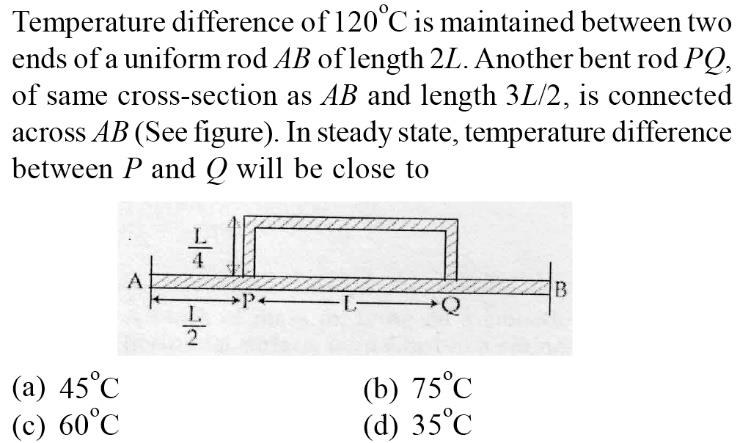 Temperature difference of 120°C is maintained between two
ends of a uniform rod AB of length 2L. Another bent rod PQ,
of same cross-section as AB and length 3L/2, is connected
across AB (See figure). In steady state, temperature difference
between P and Q will be close to
L
4
A
B
P
L
Q
L
2
(a) 45°C
(b) 75°C
(c) 60°C
(d) 35°C